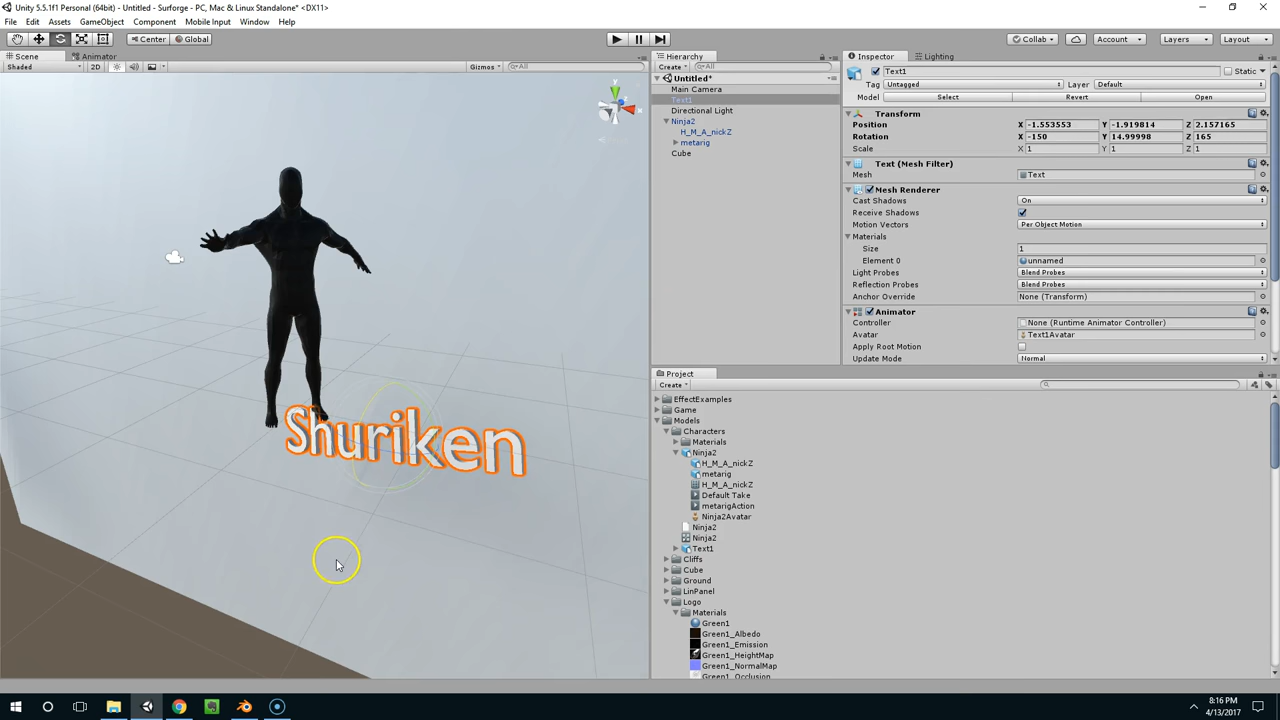 Unity 5.5.1f1 Personal (64bit) - Untitled - Surforge - PC, Mac & Linux Standalone* <DX11>
File Edit Assets GameObject Component Mobile Input Window Help
Center Global Collab Account Layers Layout
Scene Animator
Shaded 2D Gizmos All
Shuriken
y
Hierarchy
Create All
Untitled*
Main Camera
Text1
Directional Light
Ninja2
H_M_A_nickZ
metarig
Cube
Inspector Lighting
Text1 Static
Tag Untagged Layer Default
Model Select Revert Open
Transform
Position X -1.553553 Y -1.919814 Z 2.157165
Rotation X -150 Y 14.99998 Z 165
Scale X 1 Y 1 Z 1
Text (Mesh Filter)
Mesh Text
Mesh Renderer
Cast Shadows On
Receive Shadows
Motion Vectors Per Object Motion
Materials
Size 1
Element 0 unnamed
Light Probes Blend Probes
Reflection Probes Blend Probes
Anchor Override None (Transform)
Animator
Controller None (Runtime Animator Controller)
Avatar Text1Avatar
Apply Root Motion
Update Mode Normal
Project
Create
EffectExamples
Game
Models
Characters
Materials
Ninja2
H_M_A_nickZ
metarig
H_M_A_nickZ
Default Take
metarigAction
Ninja2Avatar
Ninja2
Ninja2
Text1
Cliffs
Cube
Ground
LinPanel
Logo
Materials
Green1
Green1_Albedo
Green1_Emission
Green1_HeightMap
Green1_NormalMap
Green1_Occlusion
8:16 PM
4/13/2017